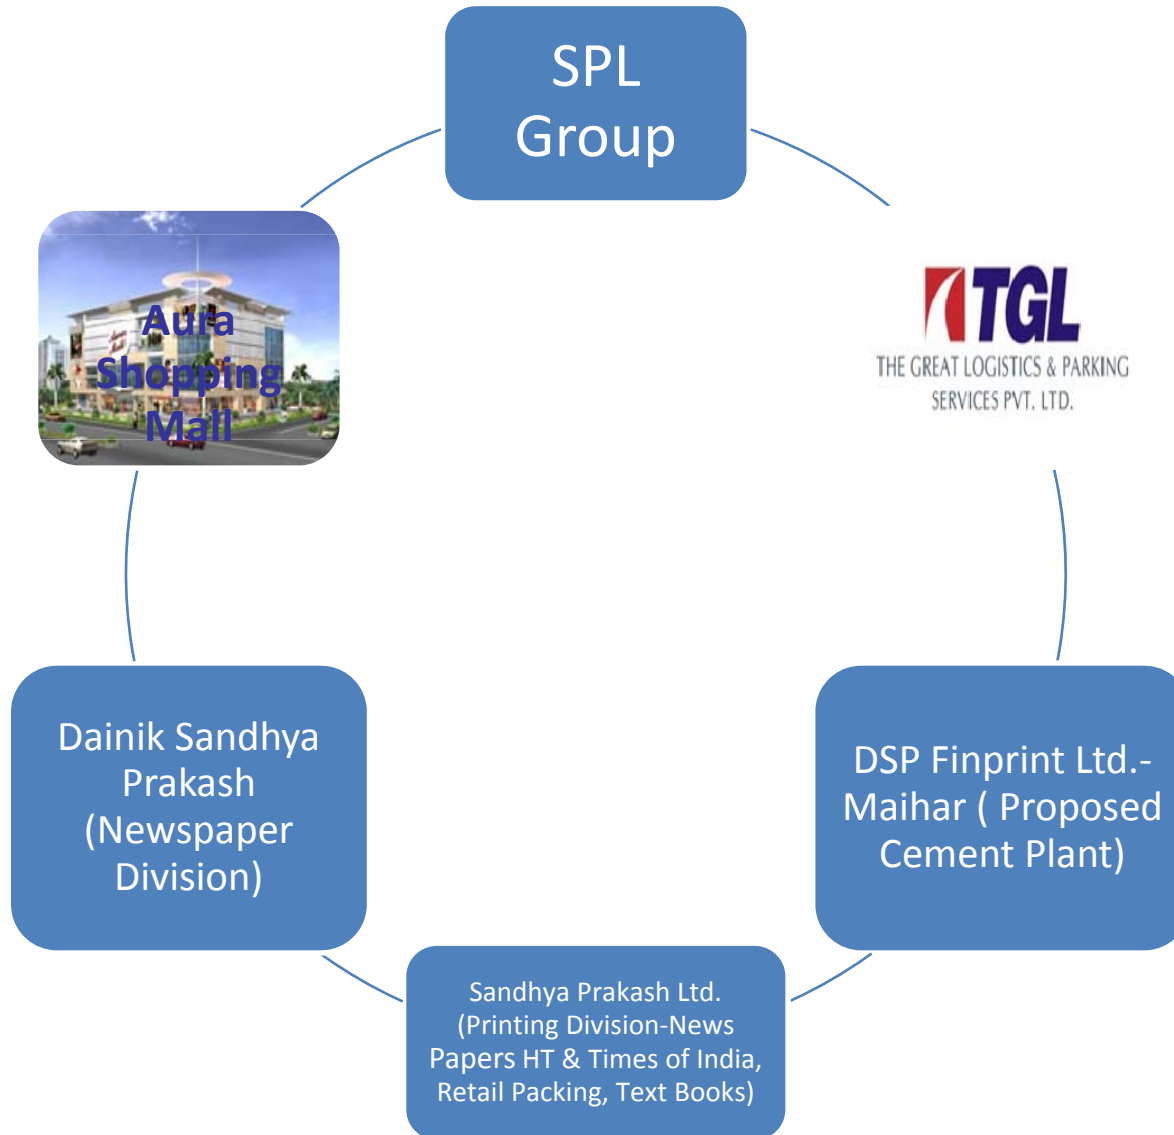 SPL
Group
TGL
THE GREAT LOGISTICS & PARKING
SERVICES PVT. LTD.
DSP Finprint Ltd.-
Maihar ( Proposed
Cement Plant)
Sandhya Prakash Ltd.
(Printing Division-News
Papers HT & Times of India,
Retail Packing, Text Books)
Dainik Sandhya
Prakash
(Newspaper
Division)
Aura
Shopping
Mall